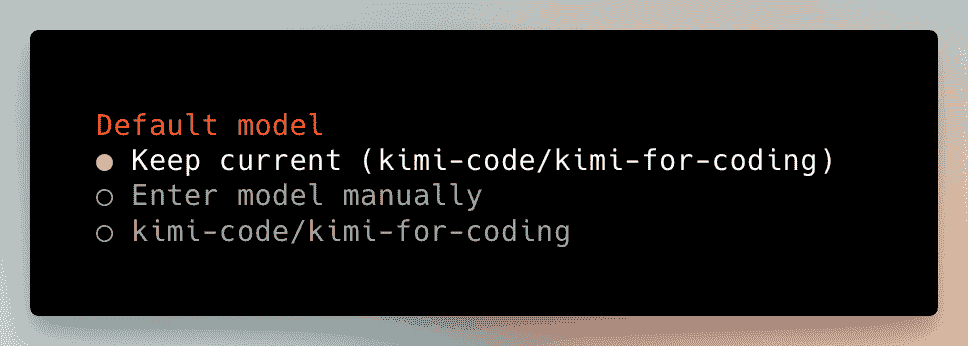 Default model
● Keep current (kimi-code/kimi-for-coding)
○ Enter model manually
○ kimi-code/kimi-for-coding